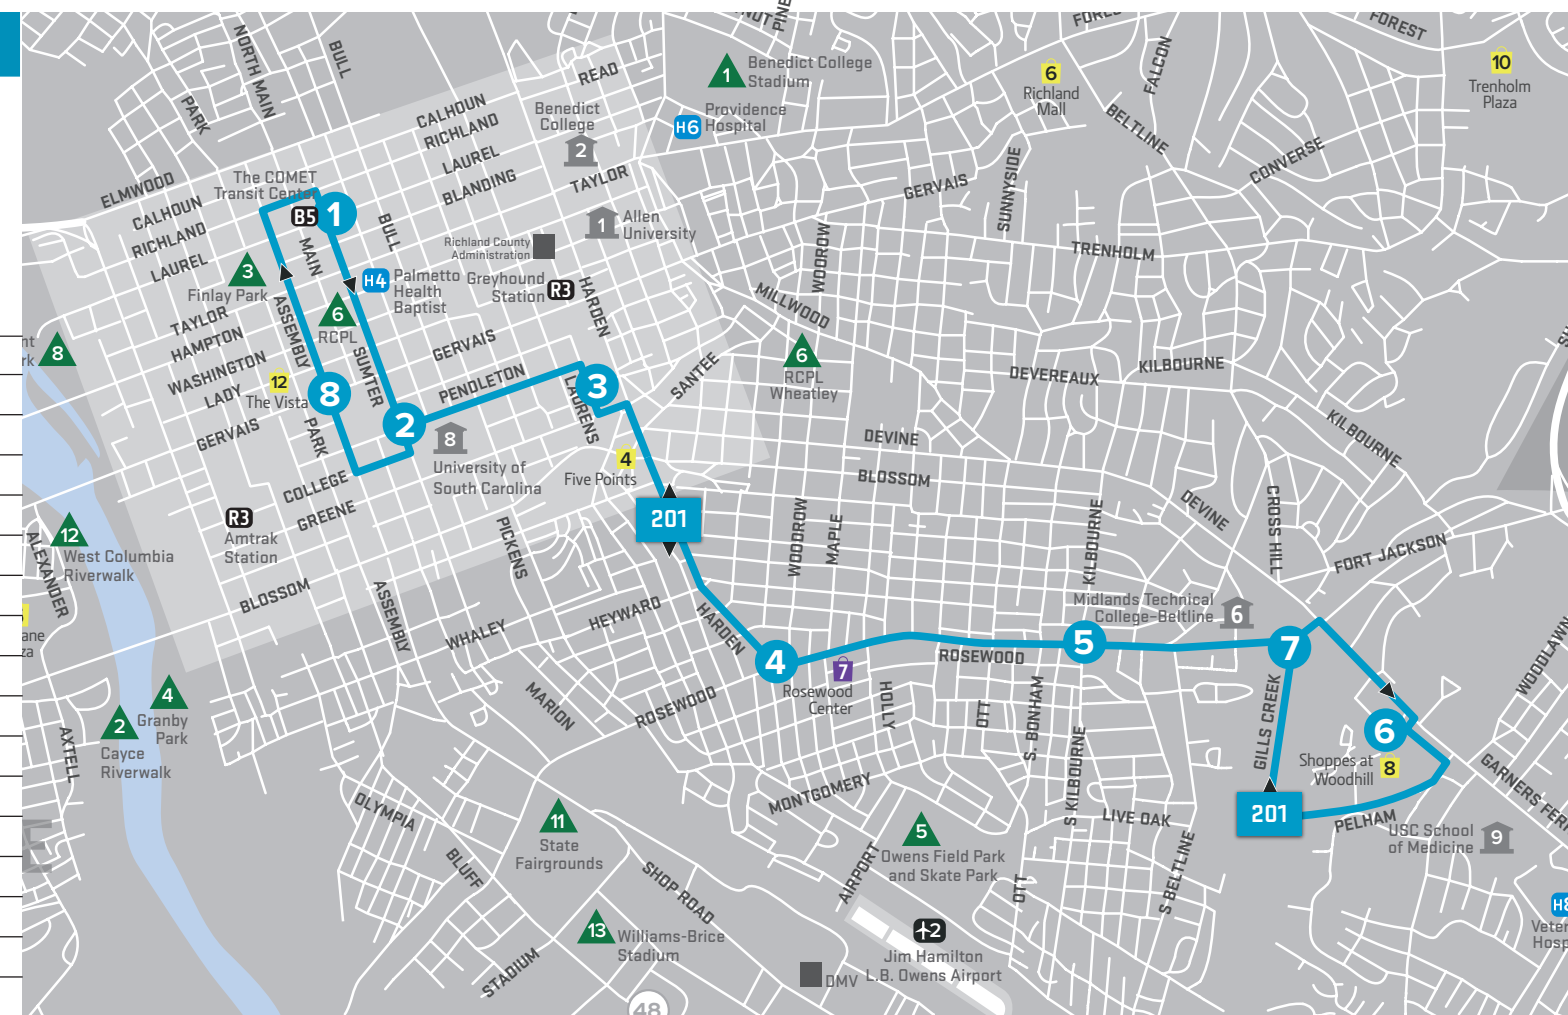 NORTH MAIN
BULL
PARK
READ
CALHOUN
RICHLAND
LAUREL
BLANDING
TAYLOR
1
Benedict College
Stadium
H6
Providence
Hospital
Benedict
College
2
6
Richland
Mall
FALCON
BELTLINE
FOREST
10
Trenholm
Plaza
CONVERSE
GERVAIS
SUNNYSIDE
TRENHOLM
ELMWOOD
CALHOUN
RICHLAND
LAUREL
The COMET
Transit Center
B5
1
MAIN
BULL
1
Allen
University
Richland County
Administration
Greyhound
Station
R3
HARDEN
H4
Palmetto
Health
Baptist
3
Finlay Park
6
RCPL
ASSEMBLY
SUMTER
TAYLOR
HAMPTON
WASHINGTON
LADY
GERVAIS
12
The Vista
8
PARK
2
GERVAIS
PENDLETON
LAURENS
3
SANTEE
MILLWOOD
WOODROW
6
RCPL
Wheatley
DEVEREAUX
KILBOURNE
KILBOURNE
DEVINE
BLOSSOM
8
8
University of
South Carolina
4
Five Points
201
COLLEGE
GREENE
R3
Amtrak
Station
BLOSSOM
ASSEMBLY
PICKENS
WHALEY
HEYWARD
HARDEN
WOODROW
MAPLE
KILBOURNE
DEVINE
CROSS HILL
FORT JACKSON
12
West Columbia
Riverwalk
ALEXANDER
Midlands Technical
College-Beltline
6
4
5
7
ROSEWOOD
7
Rosewood
Center
HOLLY
OTT
S. BONHAM
S KILBOURNE
GILLS CREEK
6
Shoppes at
Woodhill
8
WOODLAWN
4
Granby
Park
2
Cayce
Riverwalk
AXTELL
MARION
ROSEWOOD
MONTGOMERY
LIVE OAK
201
PELHAM
USC School
of Medicine
9
OLYMPIA
BLUFF
11
State
Fairgrounds
SHOP ROAD
5
Owens Field Park
and Skate Park
AIRPORT
OTT
S BELTLINE
13
Williams-Brice
Stadium
STADIUM
DMV
2
Jim Hamilton
L.B. Owens Airport
48